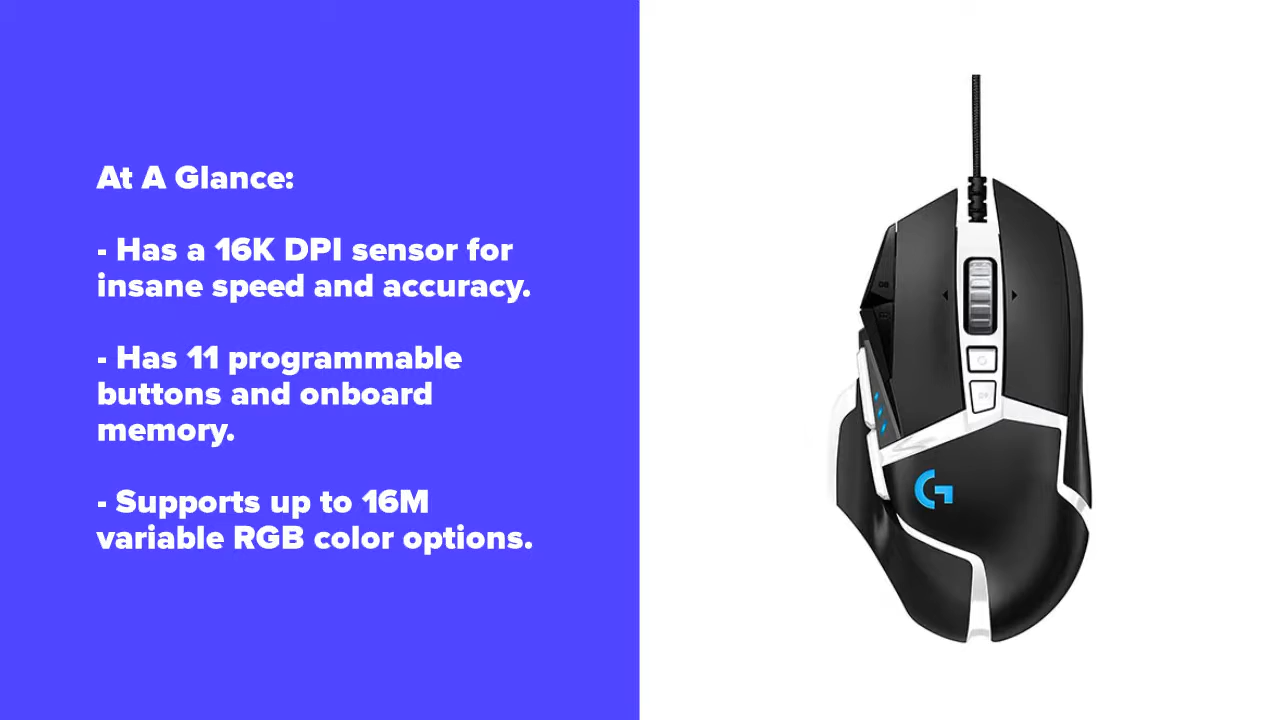 At A Glance:
- Has a 16K DPI sensor for
insane speed and accuracy.
- Has 11 programmable
buttons and onboard
memory.
- Supports up to 16M
variable RGB color options.